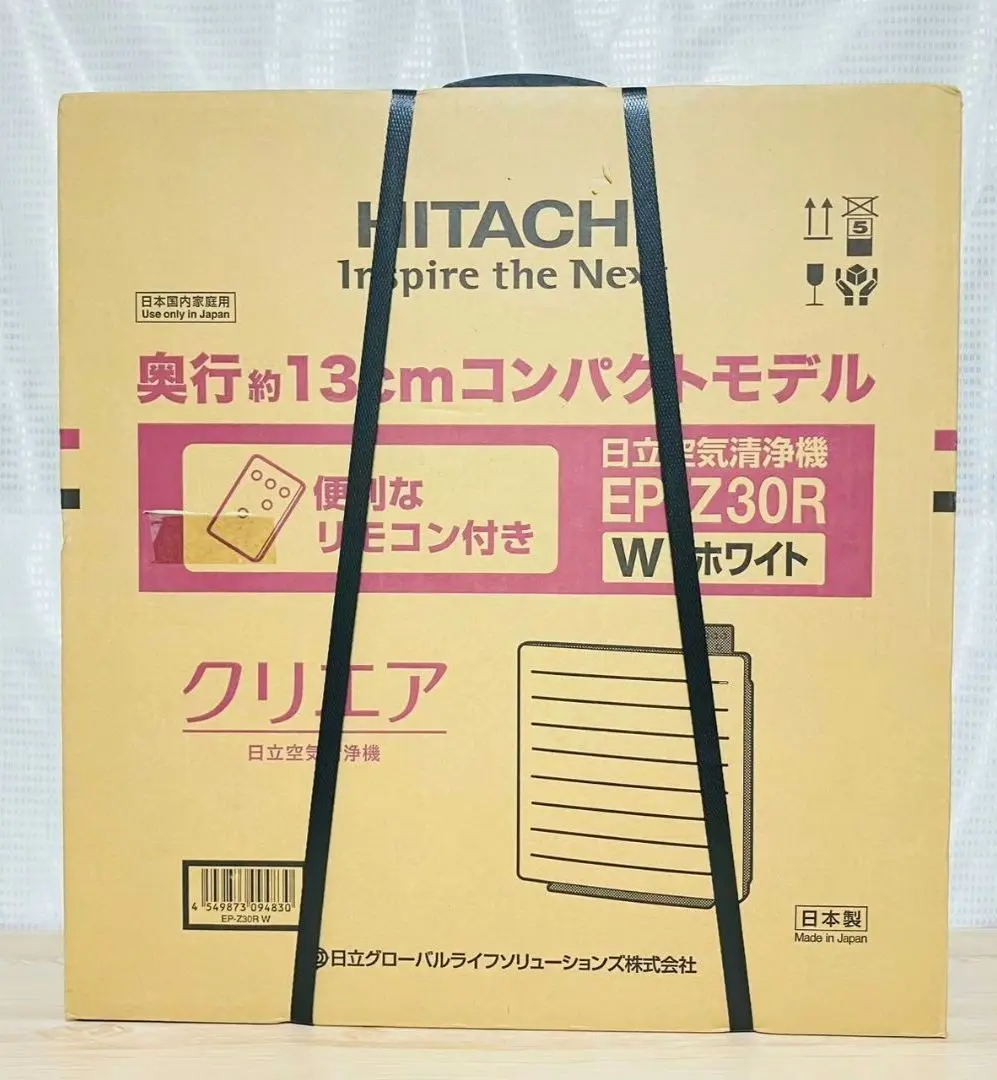 HITACHI
Inspire the Next
日本国内家庭用
Use only in Japan
5
奥行約13cmコンパクトモデル
便利な
リモコン付き
日立空気清浄機
EP-Z30R
W ホワイト
クリエア
日立空気清浄機
4 549873 094830
EP-Z30R W
日本製
Made in Japan
日立グローバルライフソリューションズ株式会社